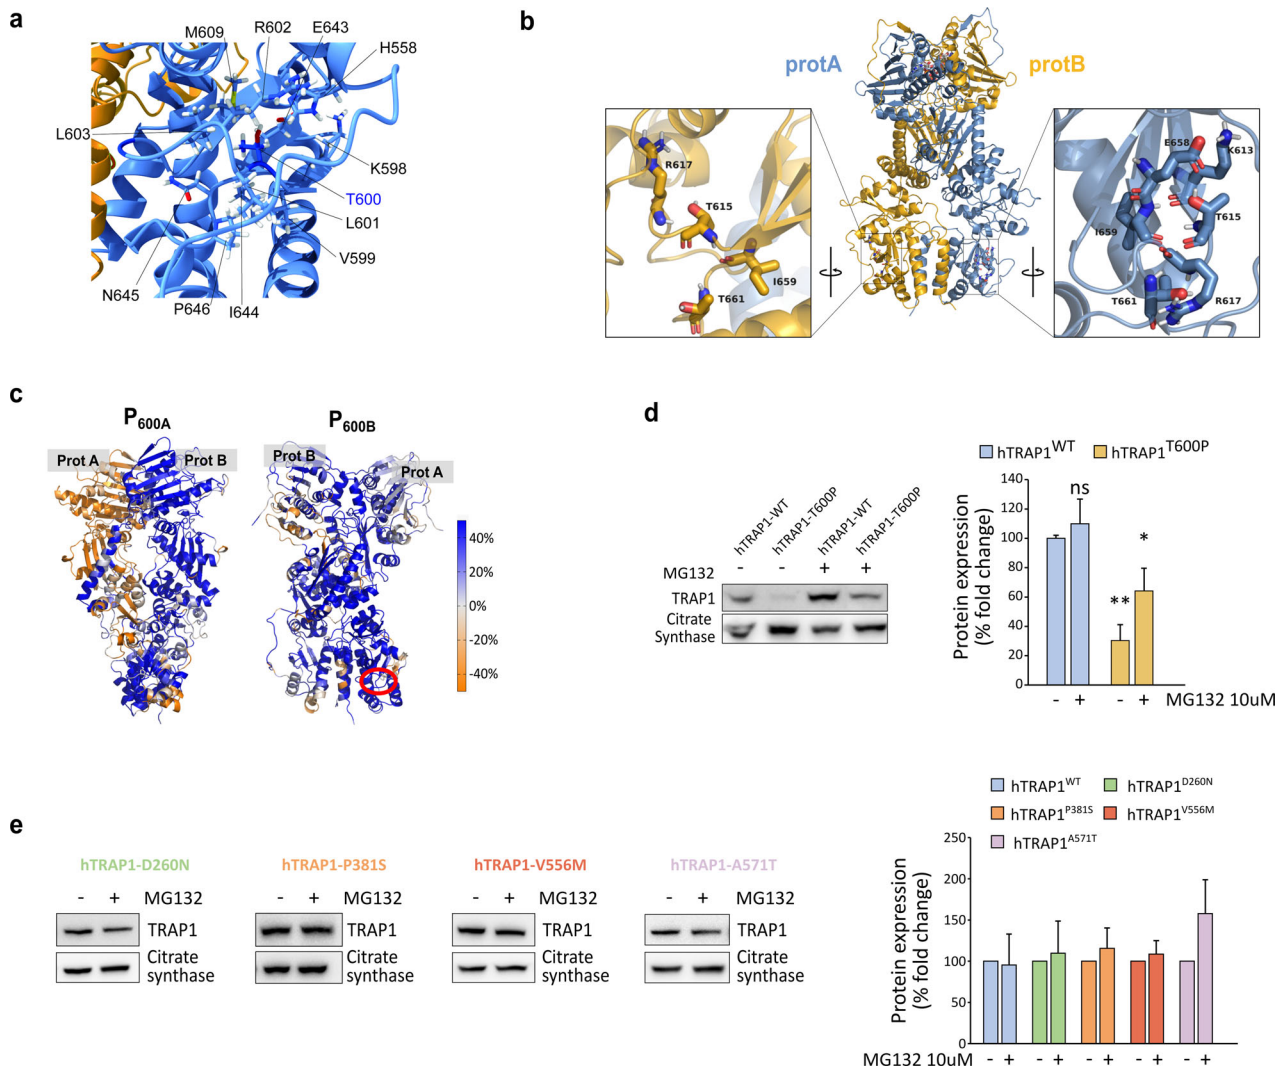 a
M609
R602
E643
H558
L603
K598
T600
L601
V599
N645
P646
I644
b
protA
protB
R617
T615
I659
T661
E658
K613
T615
I659
T661
R617
c
P600A
P600B
Prot A
Prot B
Prot B
Prot A
40%
20%
0%
-20%
-40%
d
hTRAP1-WT
hTRAP1-T600P
hTRAP1-WT
hTRAP1-T600P
- - + +
MG132
TRAP1
Citrate
Synthase
hTRAP1WT
hTRAP1T600P
Protein expression
(% fold change)
140
120
100
80
60
40
20
0
ns
**
*
- + - + MG132 10uM
e
hTRAP1-D260N
- + MG132
TRAP1
Citrate
synthase
hTRAP1-P381S
- + MG132
TRAP1
Citrate
synthase
hTRAP1-V556M
- + MG132
TRAP1
Citrate
synthase
hTRAP1-A571T
- + MG132
TRAP1
Citrate
synthase
hTRAP1WT
hTRAP1D260N
hTRAP1P381S
hTRAP1V556M
hTRAP1A571T
Protein expression
(% fold change)
250
200
150
100
50
0
MG132 10uM - + - + - + - + - +